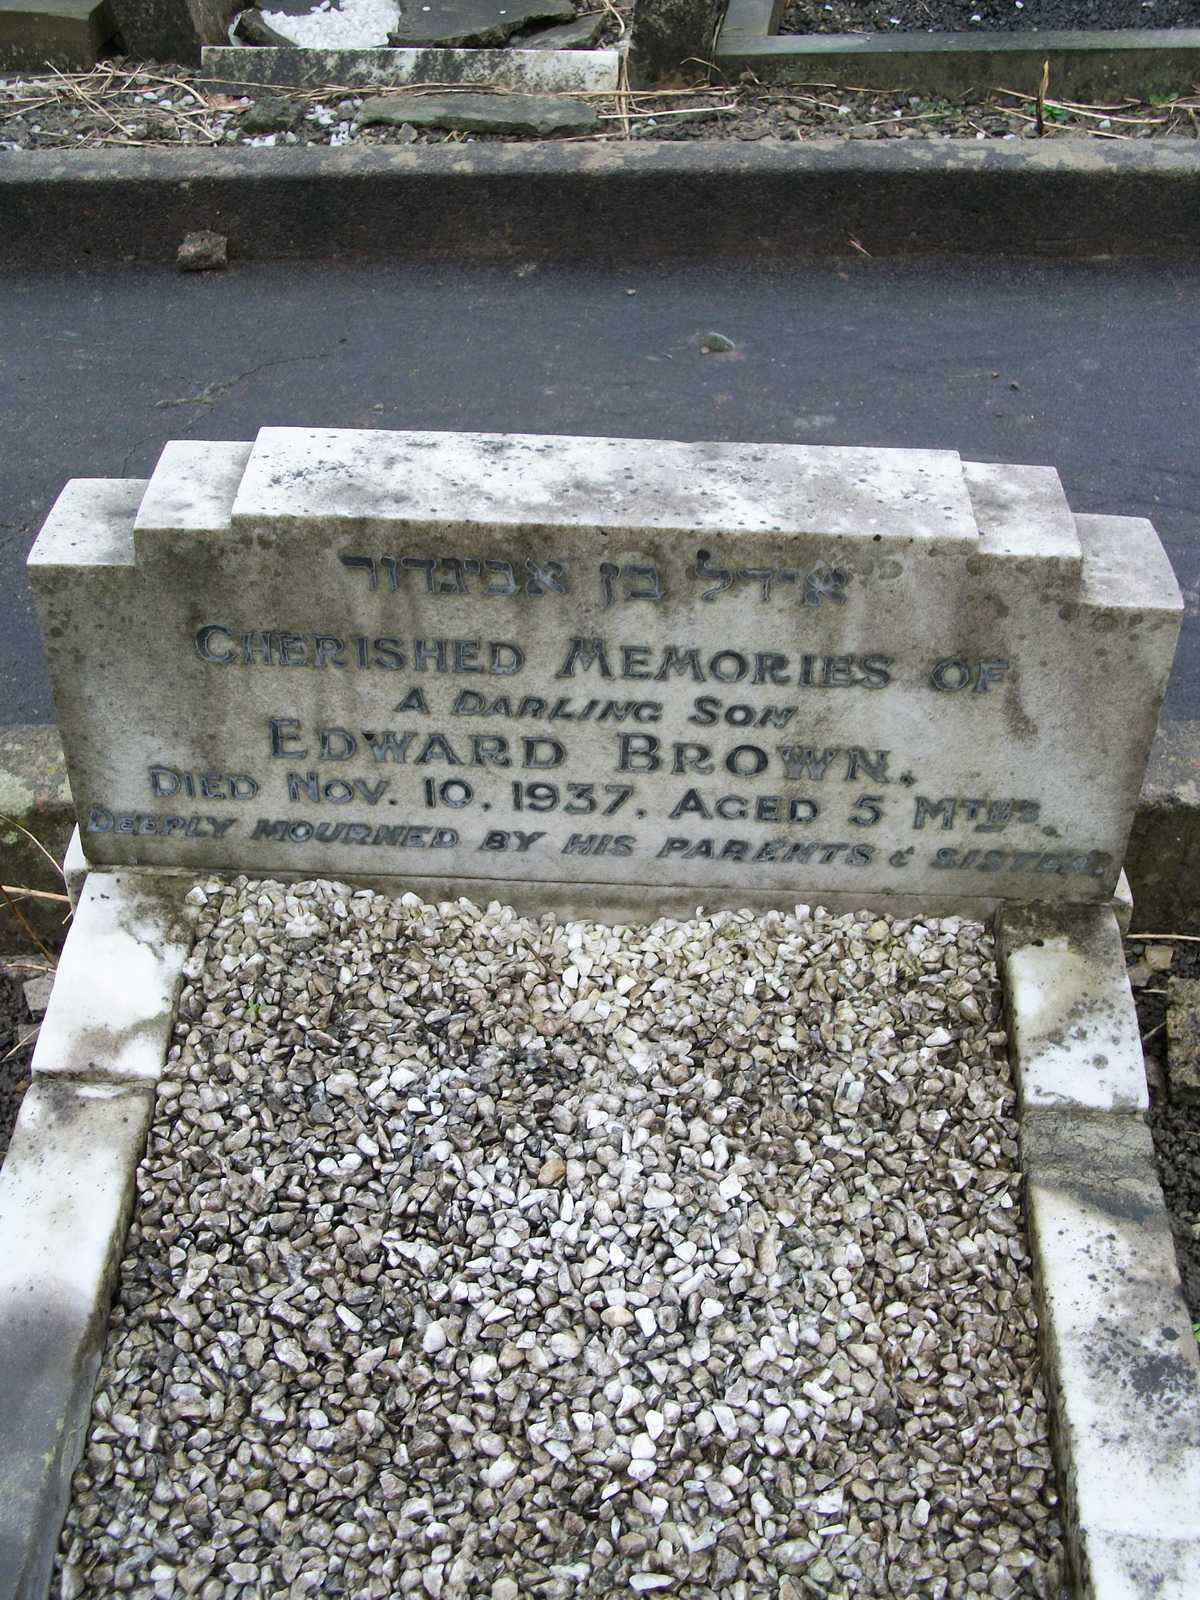 אידל בן אביגדור
CHERISHED MEMORIES OF
A DARLING SON
EDWARD BROWN,
DIED NOV. 10, 1937, AGED 5 MTHS.
DEEPLY MOURNED BY HIS PARENTS & SISTER.